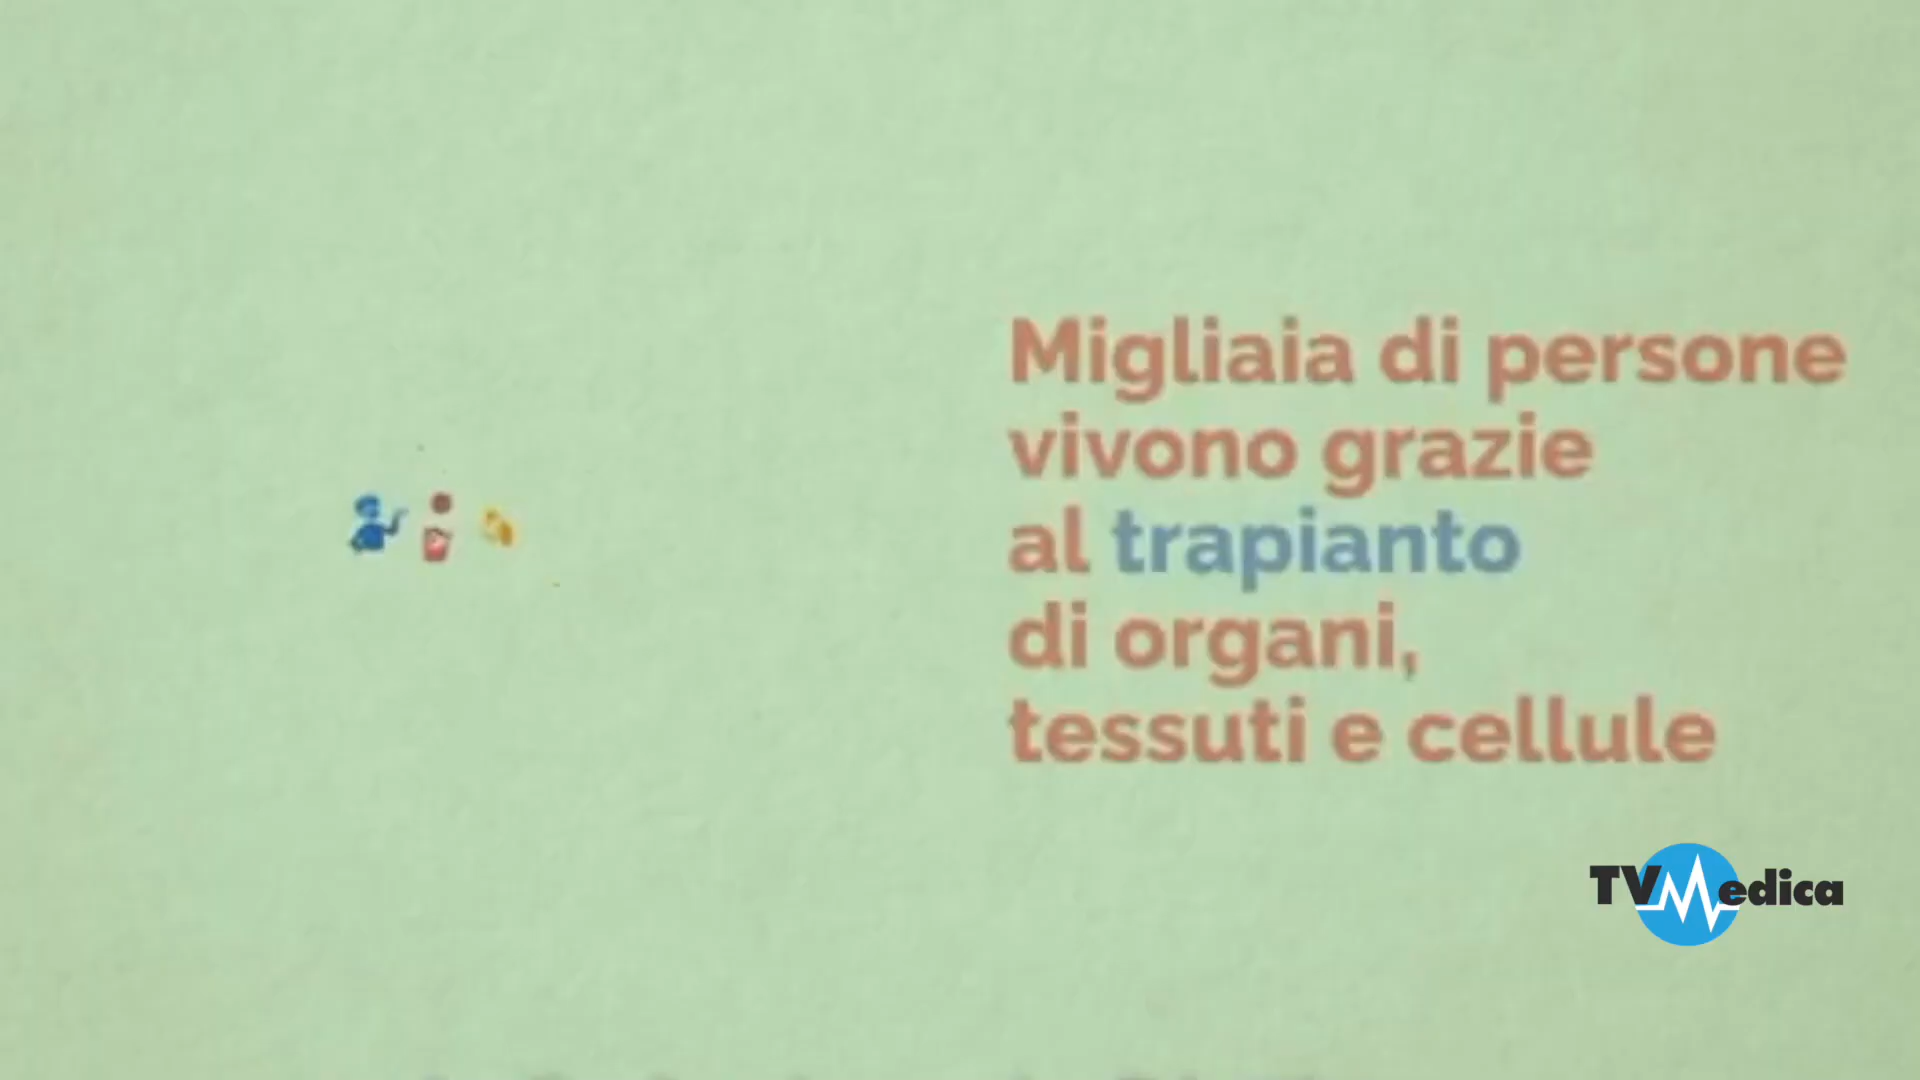 Migliaia di persone
vivono grazie
al trapianto
di organi,
tessuti e cellule
TVMedica